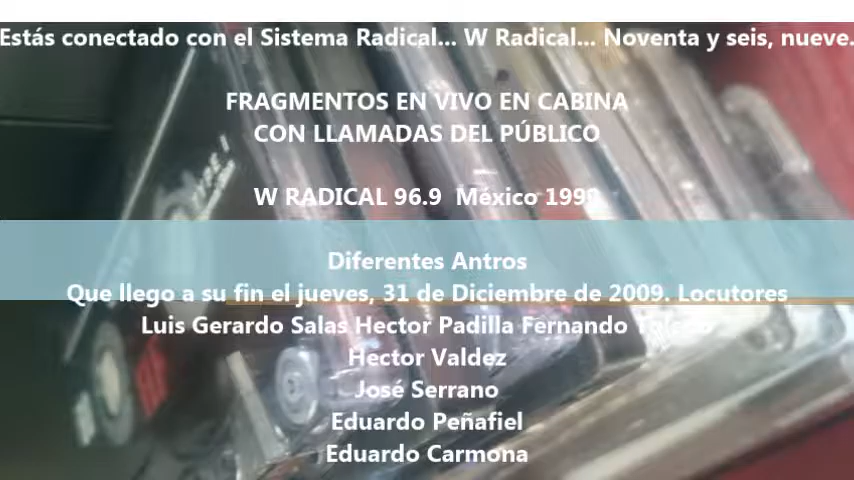 Estás conectado con el Sistema Radical... W Radical... Noventa y seis, nueve.
FRAGMENTOS EN VIVO EN CABINA
CON LLAMADAS DEL PÚBLICO
W RADICAL 96.9 México 199
Diferentes Antros
Que llego a su fin el jueves, 31 de Diciembre de 2009. Locutores
Luis Gerardo Salas Hector Padilla Fernando
Hector Valdez
José Serrano
Eduardo Peñafiel
Eduardo Carmona